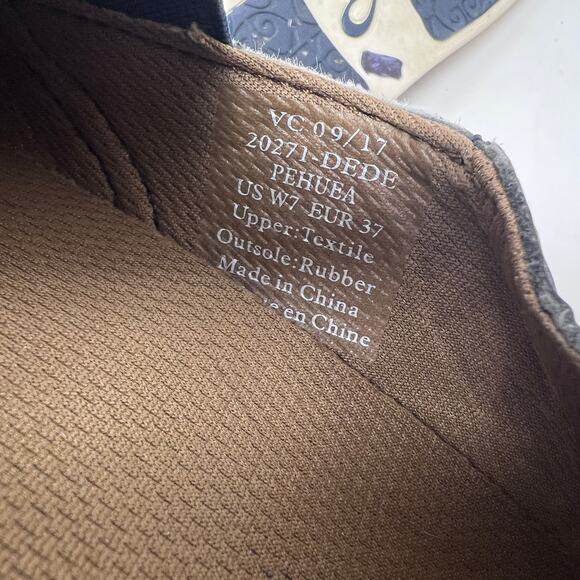 VC 09/17
20271-DEDE
PEHUEA
US W7-EUR 37
Upper:Textile
Outsole:Rubber
Made in China
en Chine